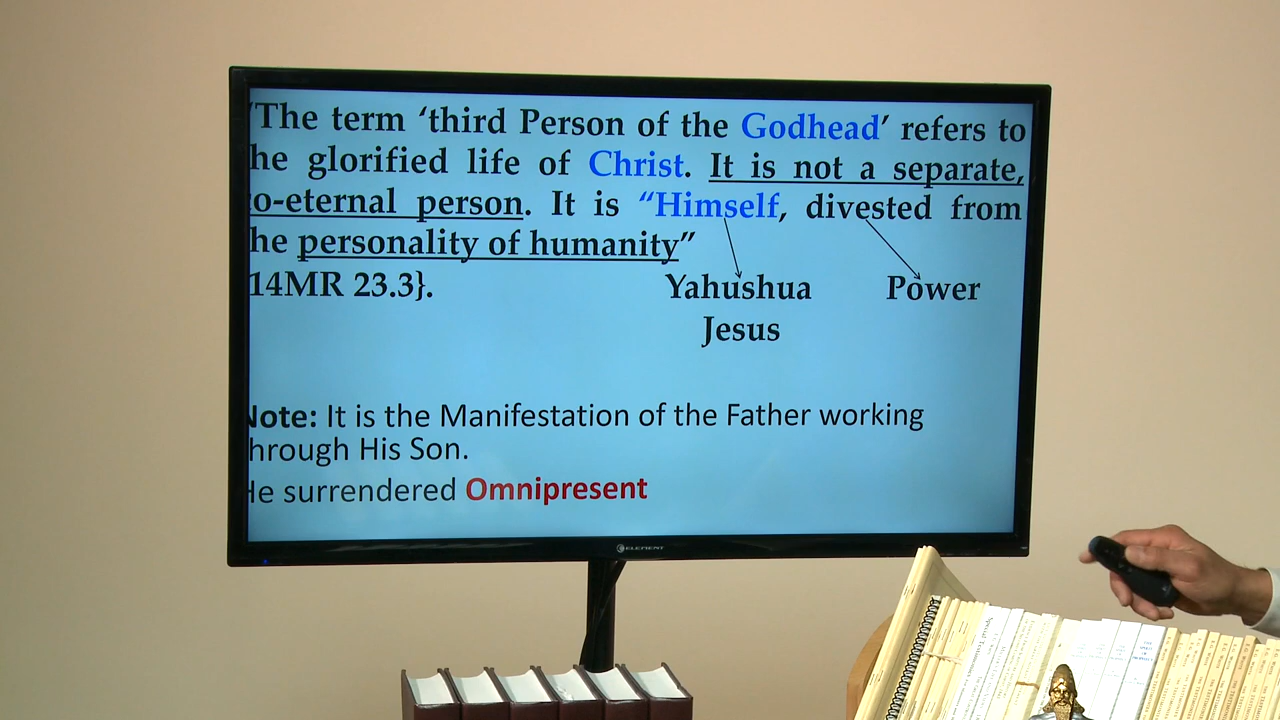 "The term ‘third Person of the Godhead’ refers to
he glorified life of Christ. It is not a separate,
o-eternal person. It is “Himself, divested from
he personality of humanity”
14MR 23.3}.
Yahushua
Power
Jesus
Note: It is the Manifestation of the Father working
hrough His Son.
He surrendered Omnipresent
ELEMENT
Special Testimonies